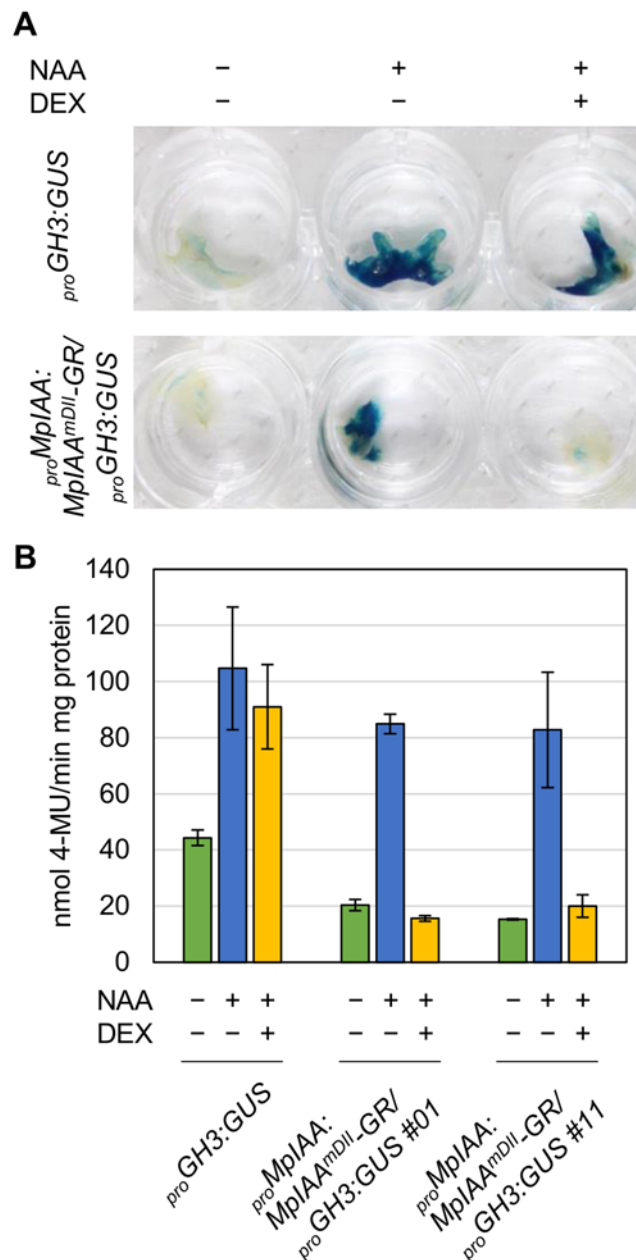 A
NAA − + +
DEX − − +
proGH3:GUS
proMpIAA:
MpIAAmDII-GR/
proGH3:GUS
B
nmol 4-MU/min mg protein
140
120
100
80
60
40
20
0
NAA − + + − + + − + +
DEX − − + − − + − − +
proGH3:GUS
proMpIAA:
MpIAAmDII-GR/
proGH3:GUS #01
proMpIAA:
MpIAAmDII-GR/
proGH3:GUS #11